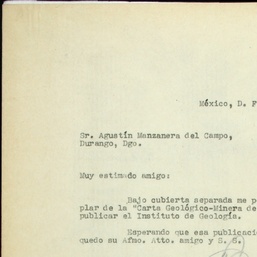 México, D. F
Sr. Agustín Manzanera del Campo,
Durango, Dgo.
Muy estimado amigo:
Bajo cubierta separada me p
plar de la "Carta Geológico-Minera de
publicar el Instituto de Geología.
Esperando que esa publicació
quedo su Afmo. Atto. amigo y S. S.